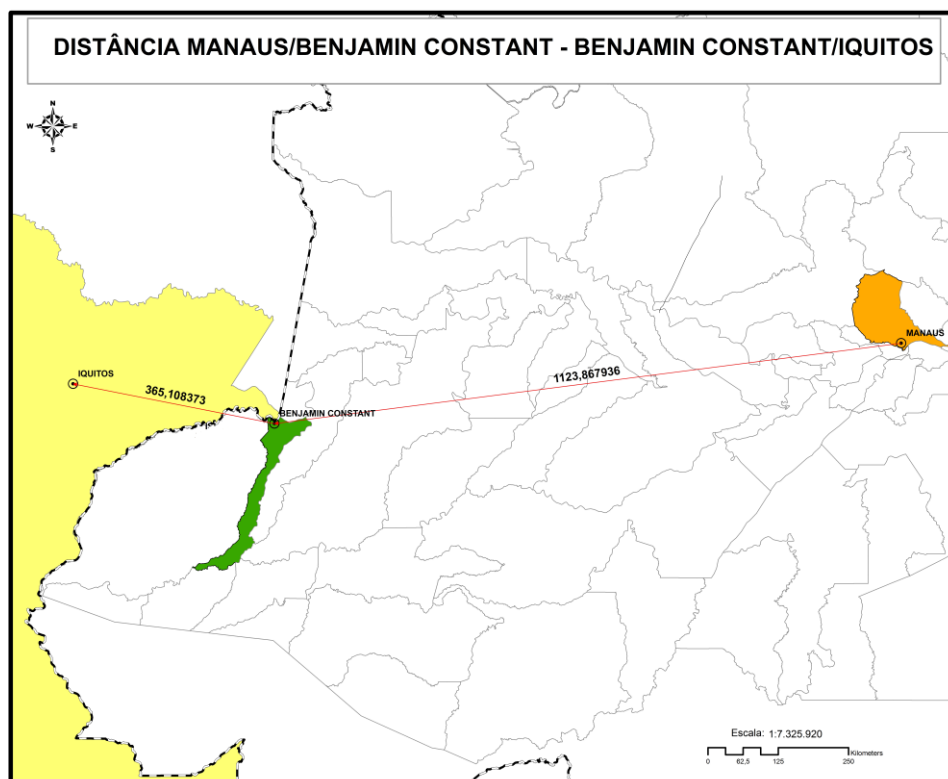 DISTÂNCIA MANAUS/BENJAMIN CONSTANT - BENJAMIN CONSTANT/IQUITOS
N
W E
S
MANAUS
IQUITOS
1123,867936
365,108373
BENJAMIN CONSTANT
Escala: 1:7.325.920
Kilometers
0 62,5 125 250